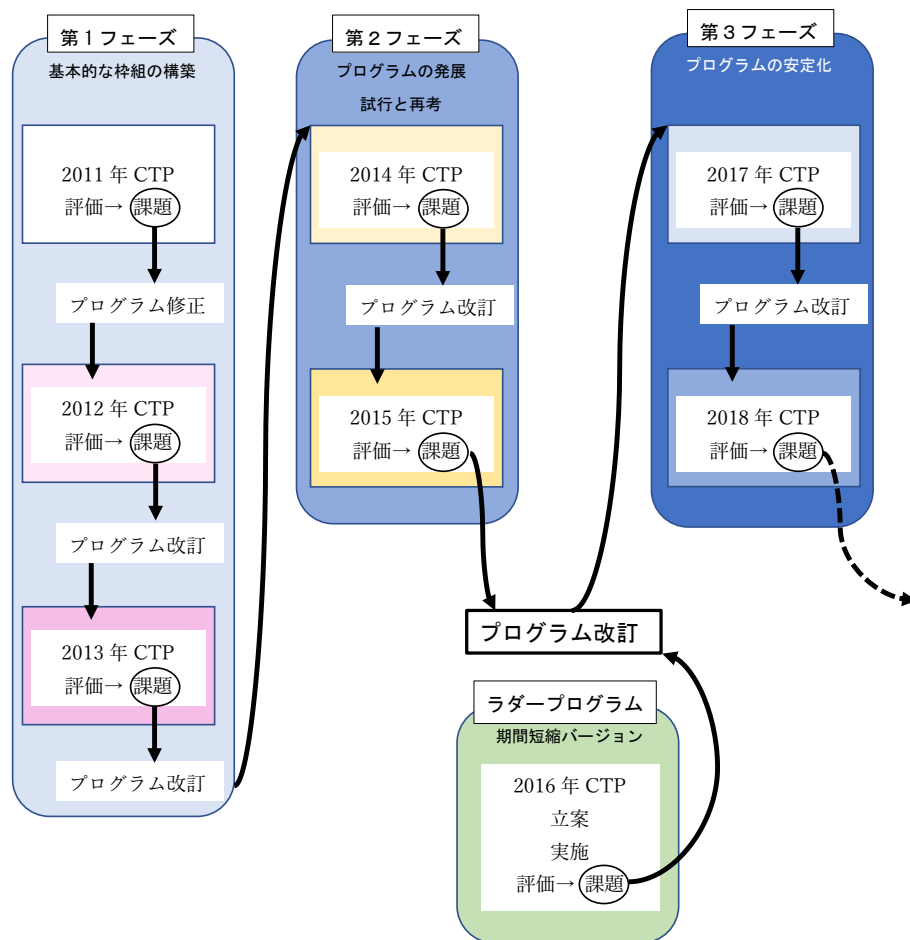 第1フェーズ
基本的な枠組の構築
2011 年 CTP
評価→ 課題
プログラム修正
2012 年 CTP
評価→ 課題
プログラム改訂
2013 年 CTP
評価→ 課題
プログラム改訂
第2フェーズ
プログラムの発展
試行と再考
2014 年 CTP
評価→ 課題
プログラム改訂
2015 年 CTP
評価→ 課題
プログラム改訂
ラダープログラム
期間短縮バージョン
2016 年 CTP
立案
実施
評価→ 課題
第3フェーズ
プログラムの安定化
2017 年 CTP
評価→ 課題
プログラム改訂
2018 年 CTP
評価→ 課題